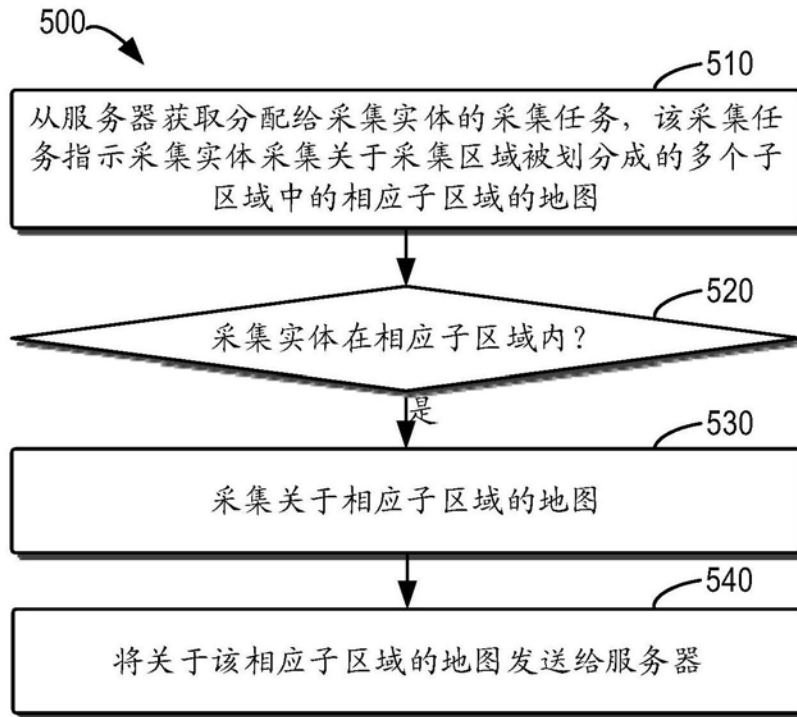 500
510
从服务器获取分配给采集实体的采集任务，该采集任
务指示采集实体采集关于采集区域被划分成的多个子
区域中的相应子区域的地图
520
采集实体在相应子区域内？
是
530
采集关于相应子区域的地图
540
将关于该相应子区域的地图发送给服务器